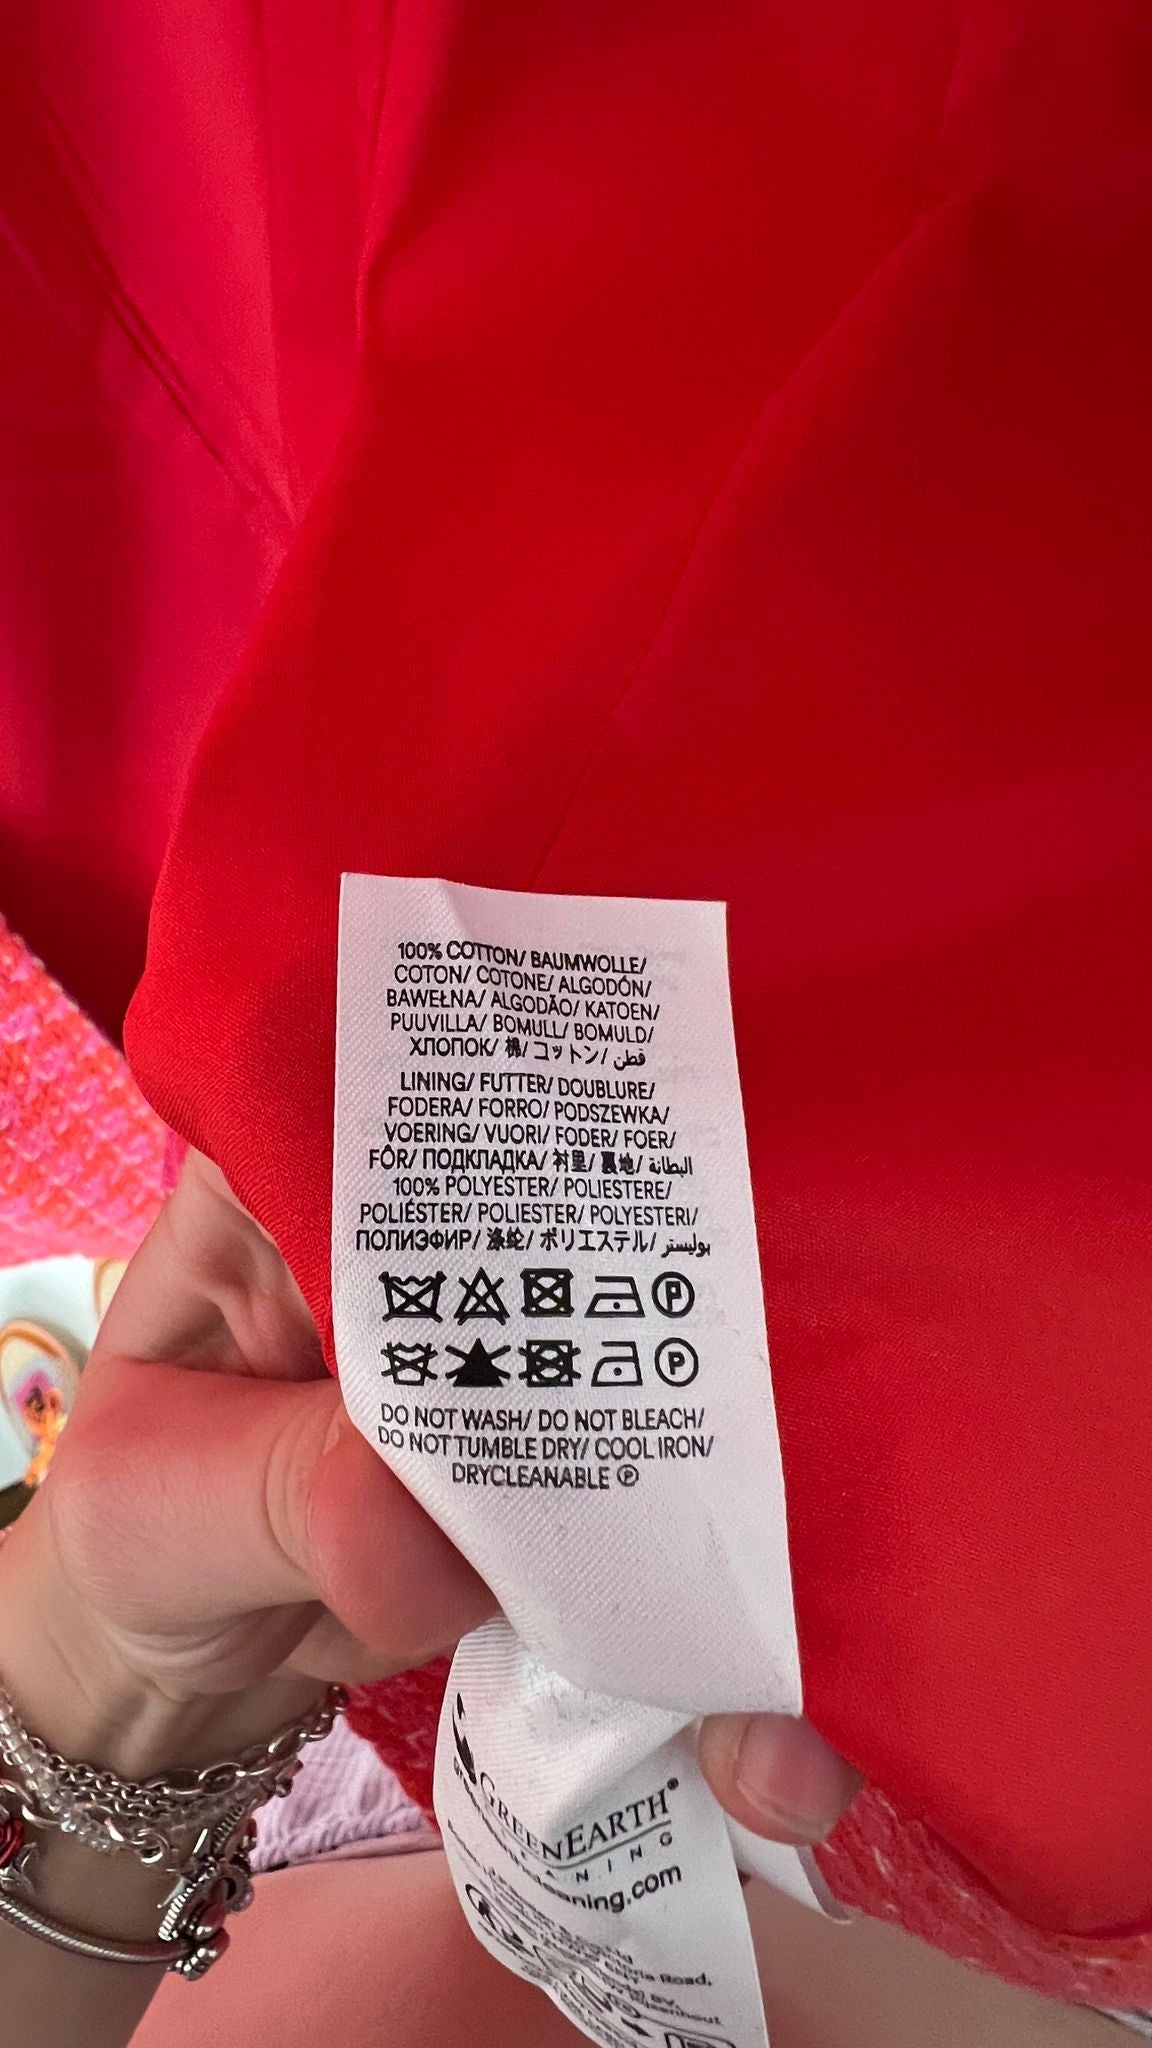 100% COTTON/ BAUMWOLLE/
COTON/ COTONE/ ALGODÓN/
BAWEŁNA/ ALGODÃO/ KATOEN/
PUUVILLA/ BOMULL/ BOMULD/
ХЛОПОК/ 棉/ コットン/ قطن
LINING/ FUTTER/ DOUBLURE/
FODERA/ FORRO/ PODSZEWKA/
VOERING/ VUORI/ FODER/ FOER/
FÔR/ ПОДКЛАДКА/ 衬里/ 裏地/ البطانة
100% POLYESTER/ POLIESTERE/
POLIÉSTER/ POLIESTER/ POLYESTERI/
ПОЛИЭФИР/ 涤纶/ ポリエステル/ بوليستر
P
P
DO NOT WASH/ DO NOT BLEACH/
DO NOT TUMBLE DRY/ COOL IRON/
DRYCLEANABLE Ⓟ
GREENEARTH®
Road,